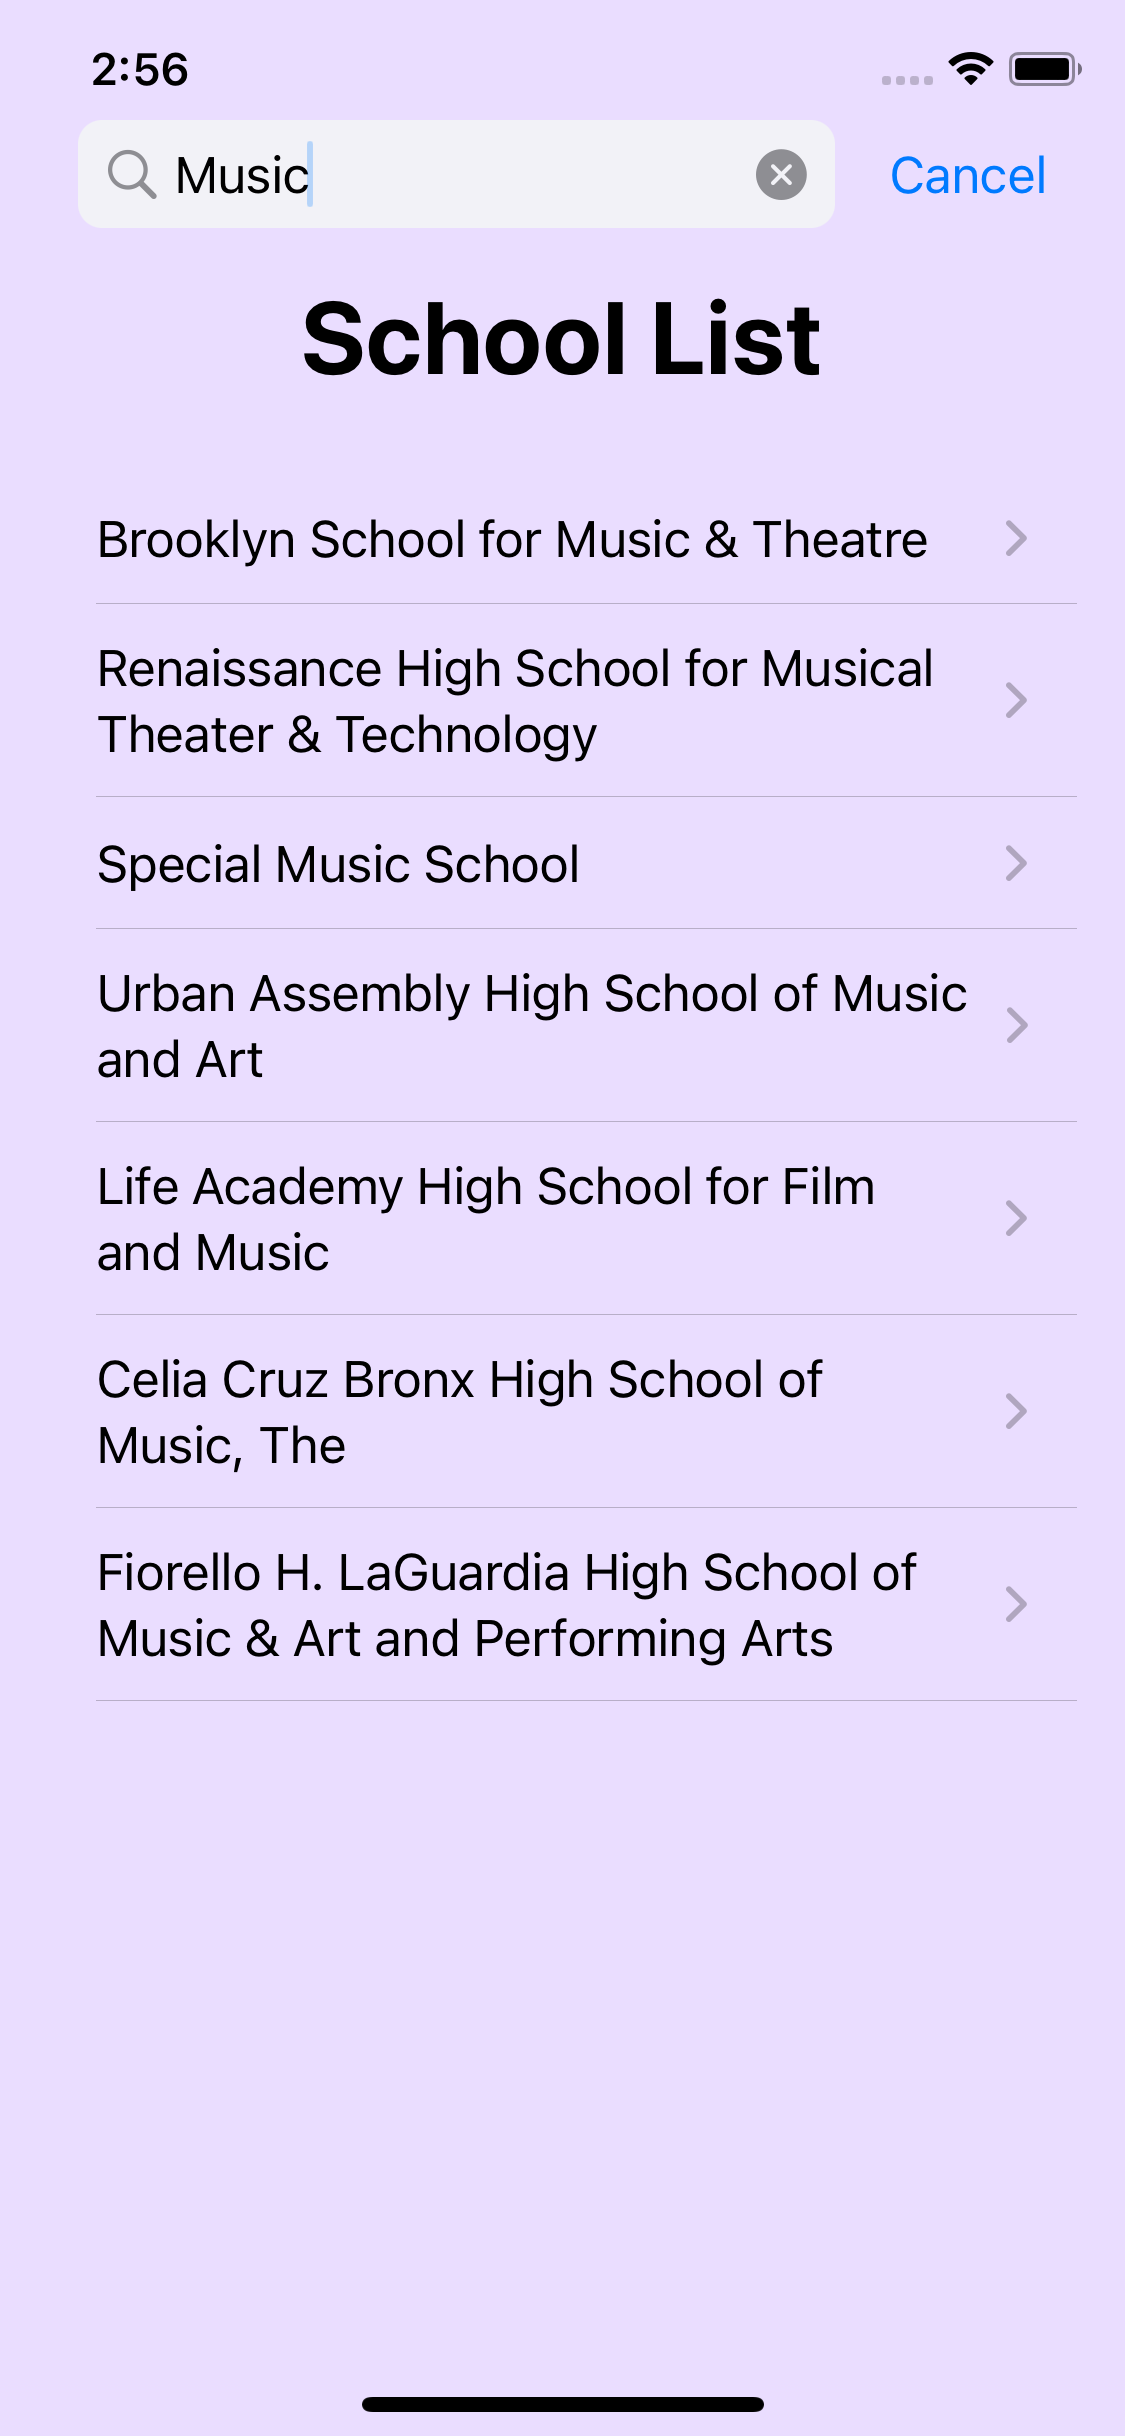 2:56
Music
Cancel
School List
Brooklyn School for Music & Theatre
Renaissance High School for Musical
Theater & Technology
Special Music School
Urban Assembly High School of Music
and Art
Life Academy High School for Film
and Music
Celia Cruz Bronx High School of
Music, The
Fiorello H. LaGuardia High School of
Music & Art and Performing Arts